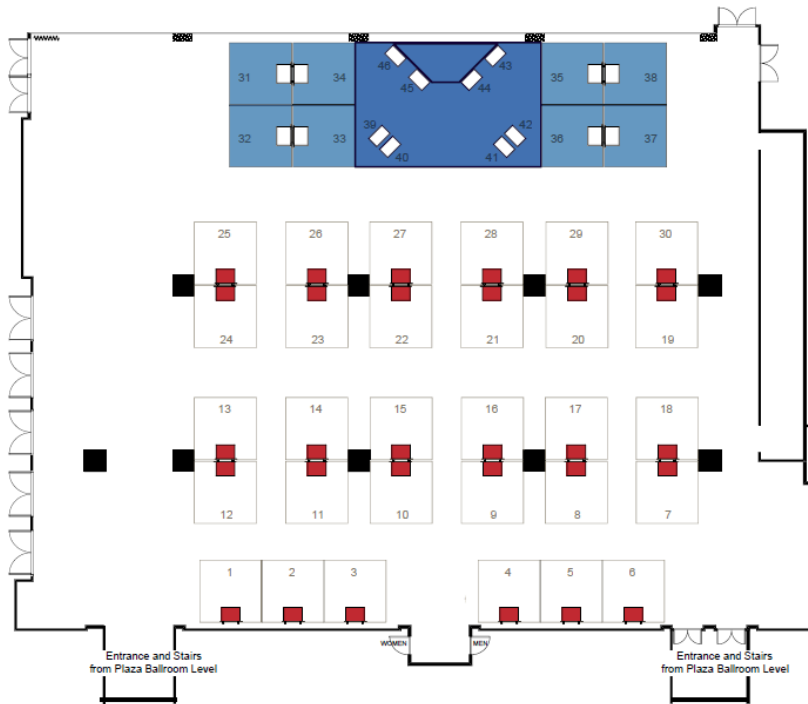 46 43
31 34 45 44 35 38
39 42
32 33 40 41 36 37
25 26 27 28 29 30
24 23 22 21 20 19
13 14 15 16 17 18
12 11 10 9 8 7
1 2 3 4 5 6
WOMEN MEN
Entrance and Stairs
from Plaza Ballroom Level
Entrance and Stairs
from Plaza Ballroom Level